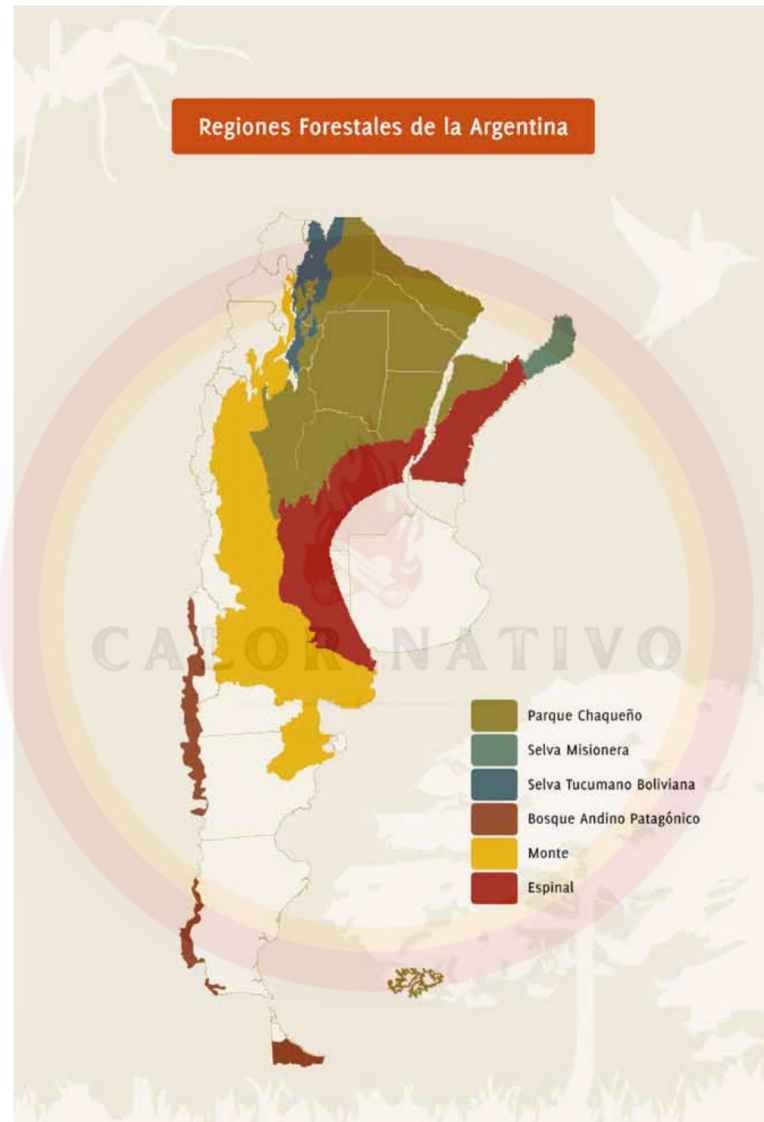 Regiones Forestales de la Argentina
CALOR NATIVO
Parque Chaqueño
Selva Misionera
Selva Tucumano Boliviana
Bosque Andino Patagónico
Monte
Espinal